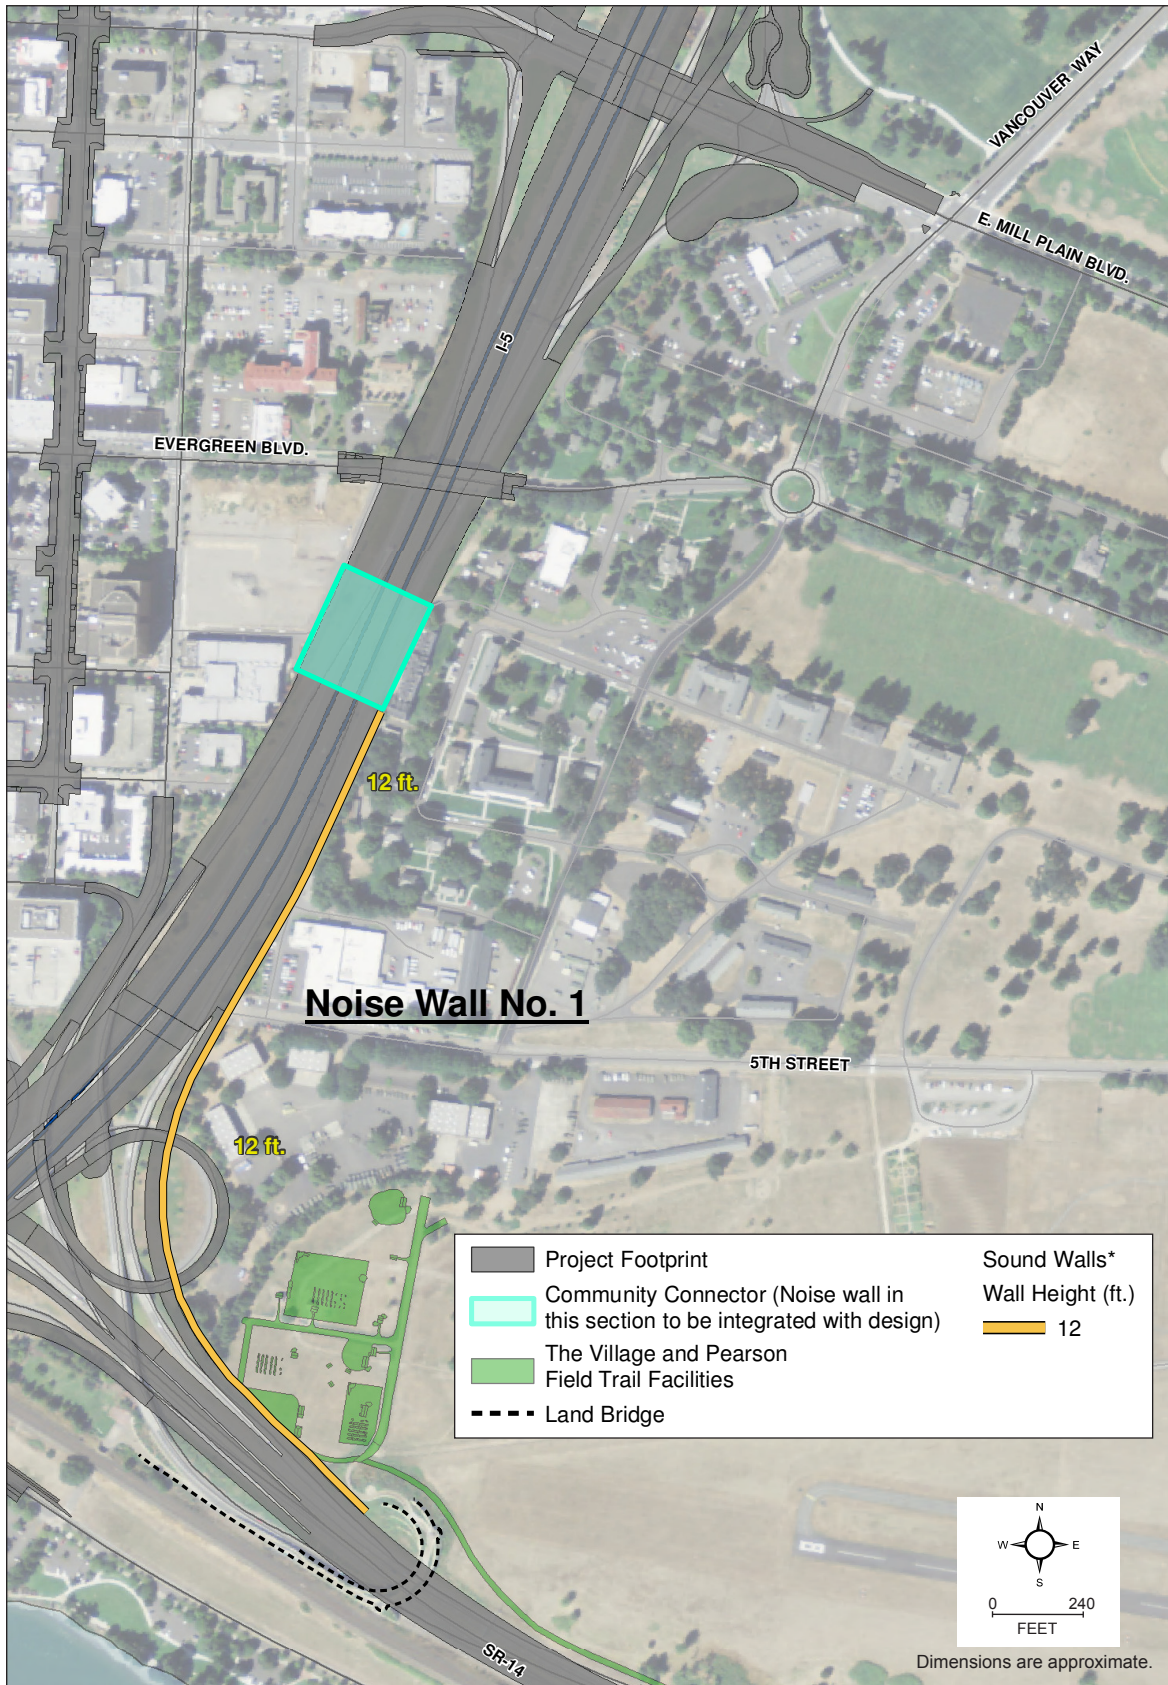 VANCOUVER WAY
E. MILL PLAIN BLVD.
I-5
EVERGREEN BLVD.
12 ft.
Noise Wall No. 1
5TH STREET
12 ft.
Project Footprint
Community Connector (Noise wall in
this section to be integrated with design)
The Village and Pearson
Field Trail Facilities
Land Bridge
Sound Walls*
Wall Height (ft.)
12
N
W E
S
0 240
FEET
SR-14
Dimensions are approximate.